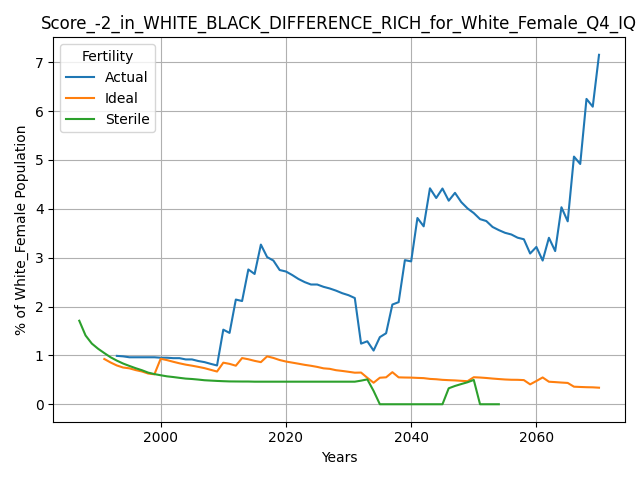 Score_-2_in_WHITE_BLACK_DIFFERENCE_RICH_for_White_Female_Q4_IQ
Fertility
Actual
Ideal
Sterile
% of White_Female Population
7
6
5
4
3
2
1
0
2000
2020
2040
2060
Years